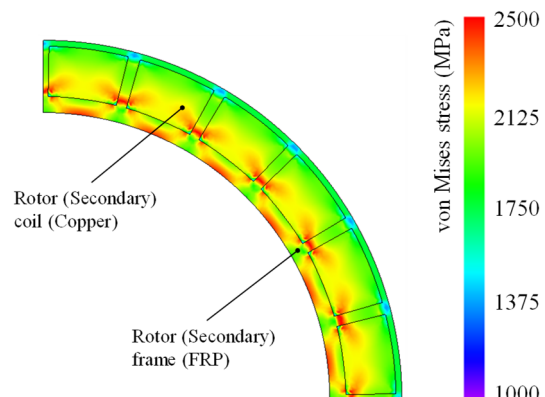 Rotor (Secondary)
coil (Copper)
Rotor (Secondary)
frame (FRP)
von Mises stress (MPa)
2500
2125
1750
1375
1000